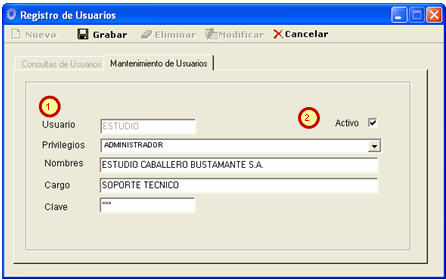 Registro de Usuarios
Nuevo Grabar Eliminar Modificar Cancelar
Consultas de Usuarios Mantenimiento de Usuarios
1
2
Usuario ESTUDIO Activo
Privilegios ADMINISTRADOR
Nombres ESTUDIO CABALLERO BUSTAMANTE S.A.
Cargo SOPORTE TECNICO
Clave ***